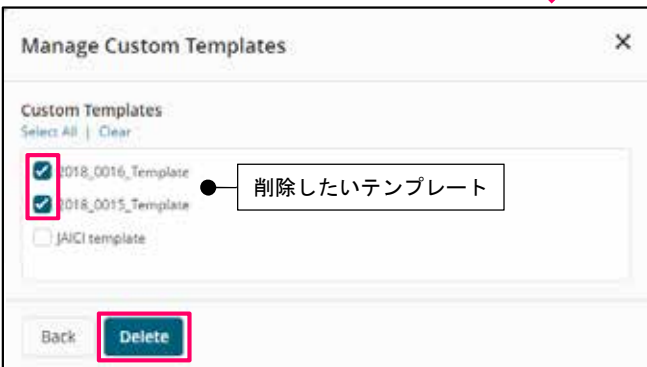 Manage Custom Templates ×
Custom Templates
Select All | Clear
2018_0016_Template
削除したいテンプレート
2018_0015_Template
JAICI template
Back Delete